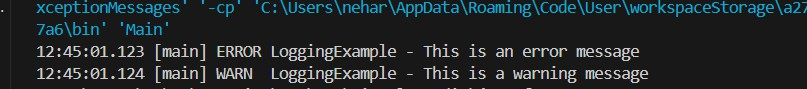 xceptionMessages' '-cp' 'C:\Users\nehar\AppData\Roaming\Code\User\workspaceStorage\a27
7a6\bin' 'Main'
12:45:01.123 [main] ERROR LoggingExample - This is an error message
12:45:01.124 [main] WARN  LoggingExample - This is a warning message